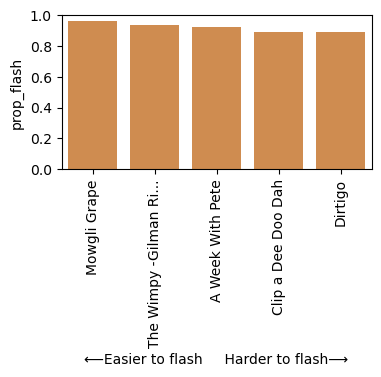 prop_flash
1.0
0.8
0.6
0.4
0.2
0.0
Mowgli Grape
The Wimpy -Gilman Ri...
A Week With Pete
Clip a Dee Doo Dah
Dirtigo
⟵Easier to flash     Harder to flash⟶